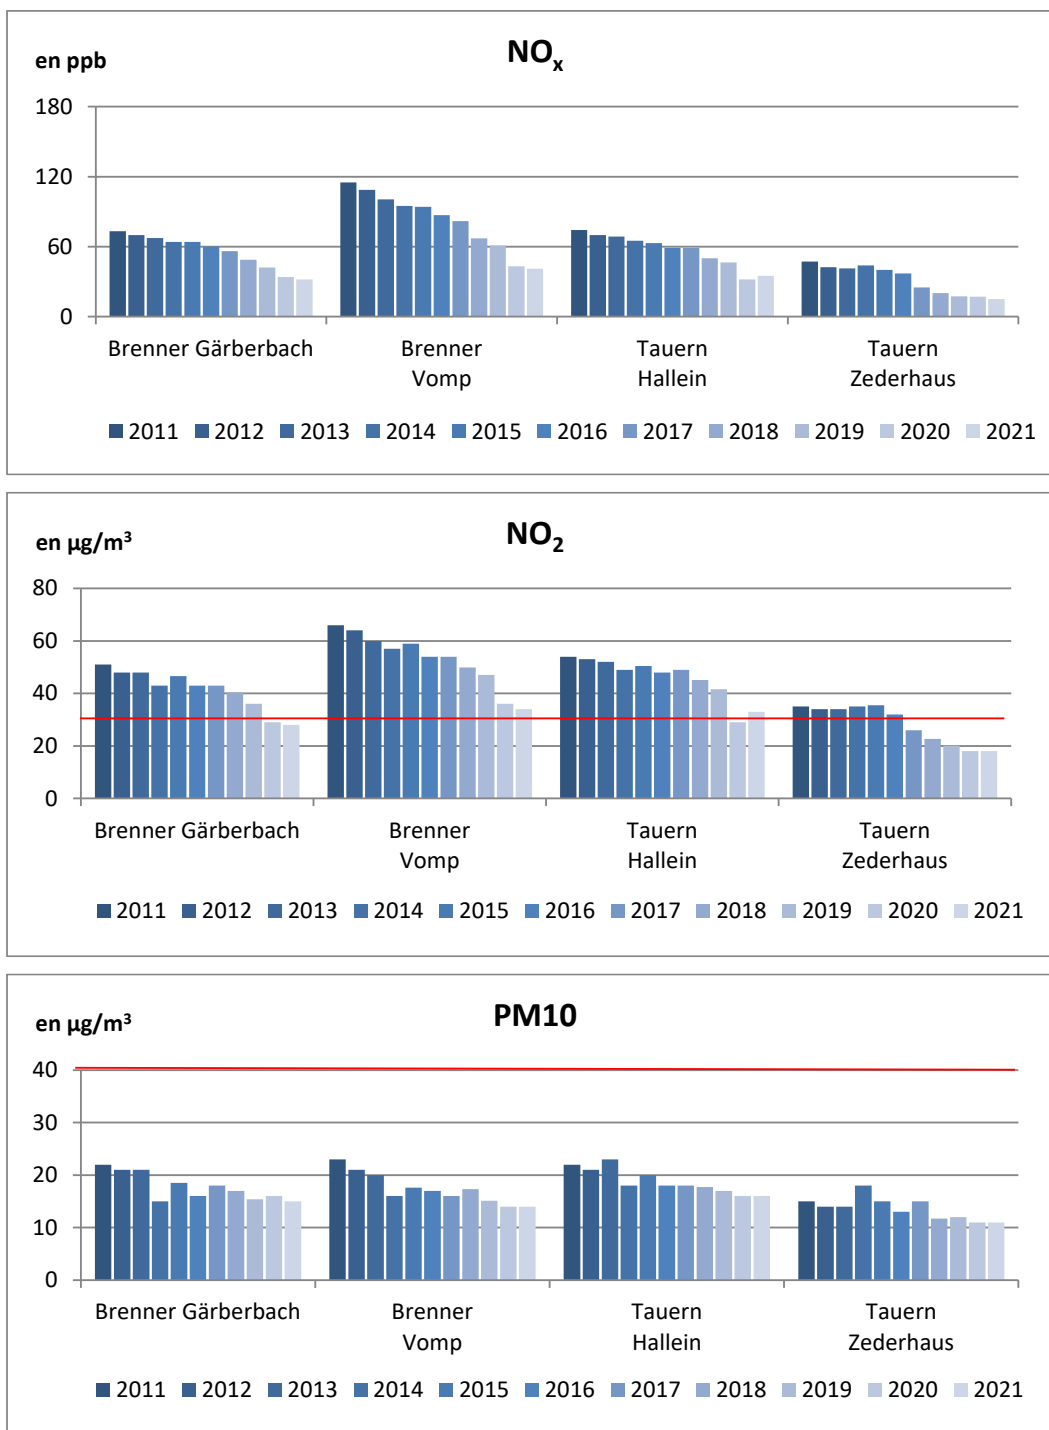 NOx
en ppb
180
120
60
0
Brenner Gärberbach
Brenner
Vomp
Tauern
Hallein
Tauern
Zederhaus
2011 2012 2013 2014 2015 2016 2017 2018 2019 2020 2021
NO2
en µg/m³
80
60
40
20
0
Brenner Gärberbach
Brenner
Vomp
Tauern
Hallein
Tauern
Zederhaus
2011 2012 2013 2014 2015 2016 2017 2018 2019 2020 2021
PM10
en µg/m³
40
30
20
10
0
Brenner Gärberbach
Brenner
Vomp
Tauern
Hallein
Tauern
Zederhaus
2011 2012 2013 2014 2015 2016 2017 2018 2019 2020 2021